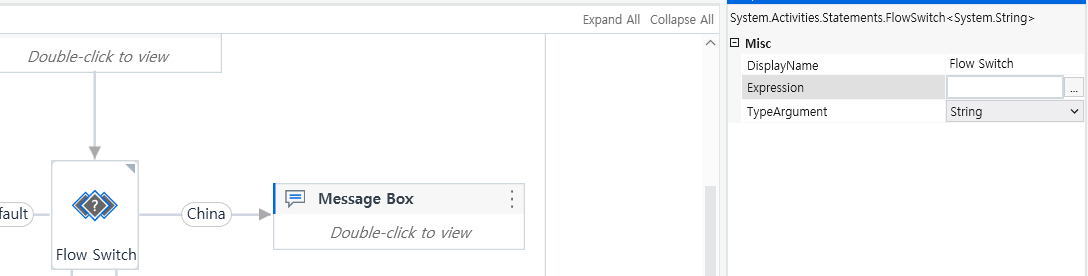 Expand All Collapse All
Double-click to view
Flow Switch
China
Message Box
Double-click to view
System.Activities.Statements.FlowSwitch<System.String>
Misc
DisplayName Flow Switch
Expression ...
TypeArgument String